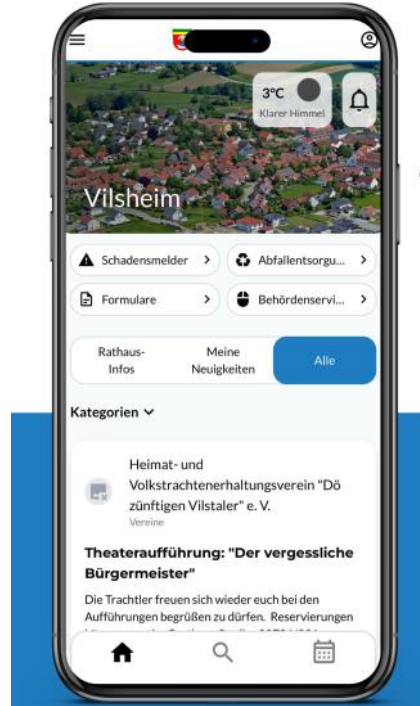 3°C
Klarer Himmel
Vilsheim
Schadensmelder
Abfallentsorgu...
Formulare
Behördenservi...
Rathaus-
Infos
Meine
Neuigkeiten
Alle
Kategorien
Heimat- und
Volkstrachtenerhaltungsverein "Dö
zünftigen Vilstaler" e. V.
Vereine
Theateraufführung: "Der vergessliche
Bürgermeister"
Die Trachtler freuen sich wieder euch bei den
Aufführungen begrüßen zu dürfen. Reservierungen